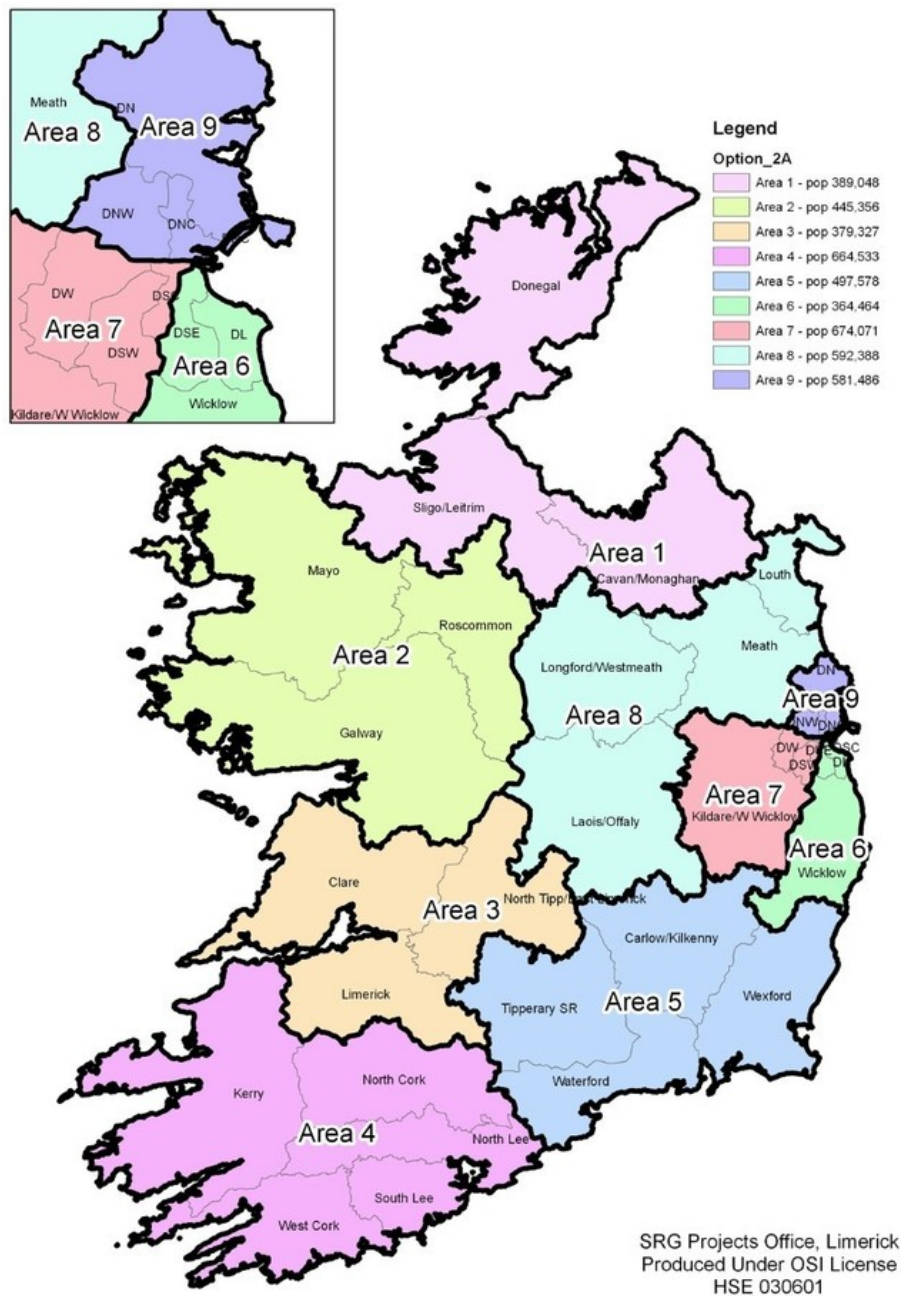 Meath
DN
Area 8
Area 9
DNW
DNC
DW
DSC
Area 7
DSE
DL
DSW
Area 6
Wicklow
Kildare/W Wicklow
Legend
Option_2A
Area 1 - pop 389,048
Area 2 - pop 445,356
Area 3 - pop 379,327
Area 4 - pop 664,533
Area 5 - pop 497,578
Area 6 - pop 364,464
Area 7 - pop 674,071
Area 8 - pop 592,388
Area 9 - pop 581,486
Donegal
Sligo/Leitrim
Area 1
Cavan/Monaghan
Louth
Mayo
Roscommon
Area 2
Galway
Meath
Longford/Westmeath
Area 8
Laois/Offaly
DN
Area 9
DW
Area 7
Kildare/W Wicklow
Area 6
Wicklow
Clare
North Tipp/East Limerick
Area 3
Limerick
Carlow/Kilkenny
Tipperary SR
Area 5
Wexford
Waterford
Kerry
North Cork
Area 4
North Lee
South Lee
West Cork
SRG Projects Office, Limerick
Produced Under OSI License
HSE 030601